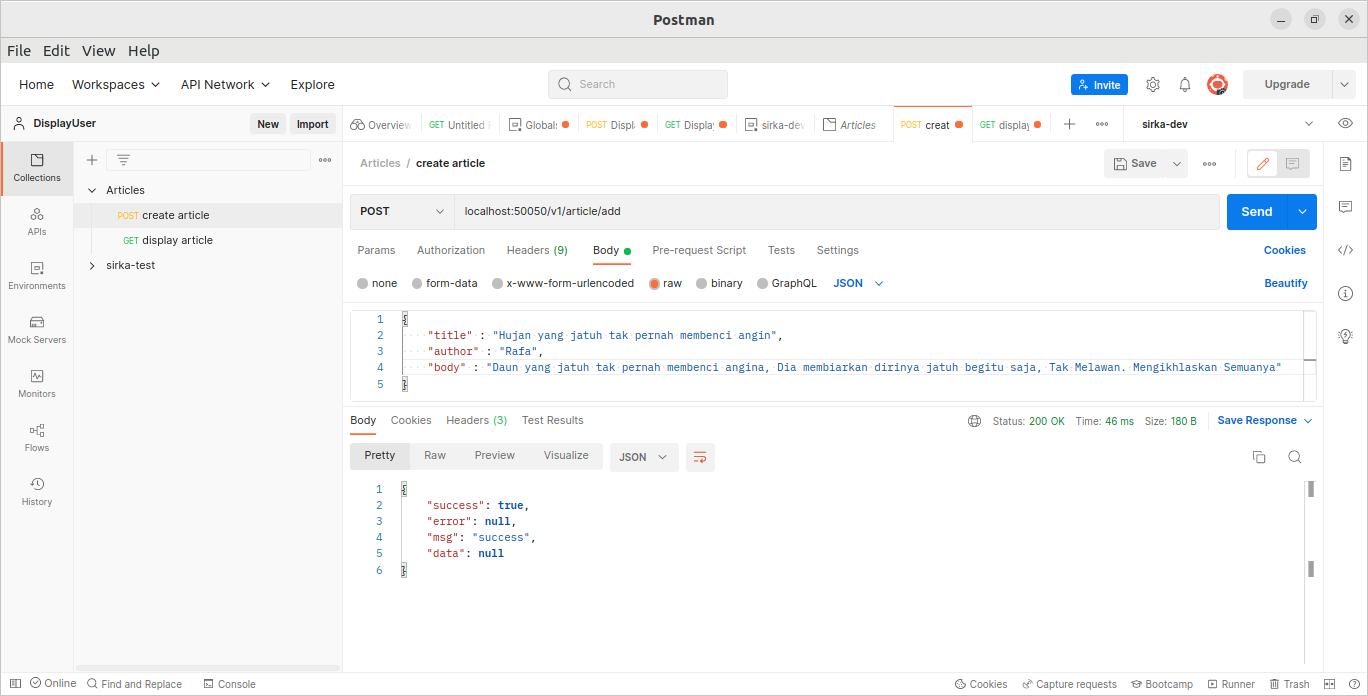 Postman
File Edit View Help
Home Workspaces API Network Explore Search Invite Upgrade
DisplayUser New Import Overview GET Untitled Globals POST Displ GET Display sirka-dev Articles POST creat GET display sirka-dev
Articles / create article Save
Collections
APIs
Environments
Mock Servers
Monitors
Flows
History
Articles
POST create article
GET display article
sirka-test
POST localhost:50050/v1/article/add Send
Params Authorization Headers (9) Body Pre-request Script Tests Settings Cookies
none form-data x-www-form-urlencoded raw binary GraphQL JSON Beautify
1 {
2 "title" : "Hujan yang jatuh tak pernah membenci angin",
3 "author" : "Rafa",
4 "body" : "Daun yang jatuh tak pernah membenci angina, Dia membiarkan dirinya jatuh begitu saja, Tak Melawan. Mengikhlaskan Semuanya"
5 }
Body Cookies Headers (3) Test Results Status: 200 OK Time: 46 ms Size: 180 B Save Response
Pretty Raw Preview Visualize JSON
1 {
2 "success": true,
3 "error": null,
4 "msg": "success",
5 "data": null
6 }
Online Find and Replace Console Cookies Capture requests Bootcamp Runner Trash